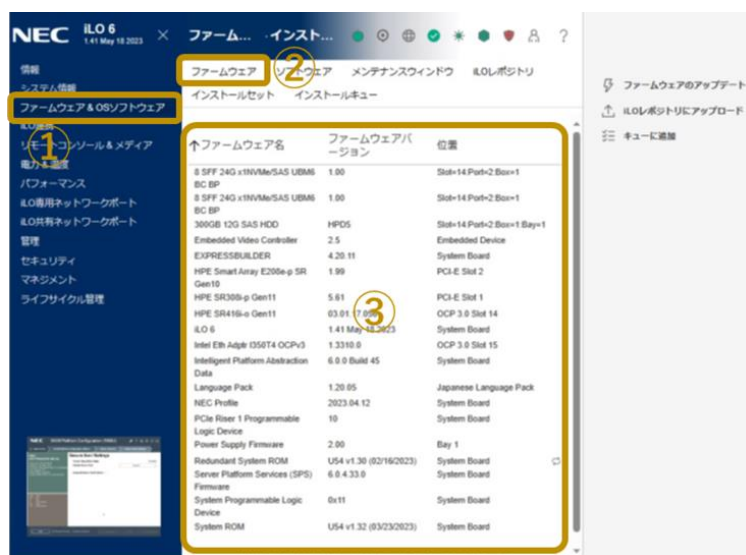 NEC iLO 6
1.41 May 18 2023
ファーム... ·インスト...
情報
システム情報
ファームウェア＆OSソフトウェア
iLO連携
リモートコンソール＆メディア
電力＆温度
パフォーマンス
iLO専用ネットワークポート
iLO共有ネットワークポート
管理
セキュリティ
マネジメント
ライフサイクル管理
①
ファームウェア ソフトウェア メンテナンスウィンドウ iLOレポジトリ
インストールセット インストールキュー
②
↑ファームウェア名 ファームウェアバージョン 位置
8 SFF 24G x1NVMe/SAS UBM6 BC BP 1.00 Slot=14:Port=2:Box=1
8 SFF 24G x1NVMe/SAS UBM6 BC BP 1.00 Slot=14:Port=2:Box=1
300GB 12G SAS HDD HPD5 Slot=14:Port=2:Box=1:Bay=1
Embedded Video Controller 2.5 Embedded Device
EXPRESSBUILDER 4.20.11 System Board
HPE Smart Array E208e-p SR Gen10 1.99 PCI-E Slot 2
HPE SR308i-p Gen11 5.61 PCI-E Slot 1
HPE SR416i-o Gen11 OCP 3.0 Slot 14
iLO 6 1.41 May 18 2023 System Board
Intel Eth Adptr I350T4 OCPv3 1.3310.0 OCP 3.0 Slot 15
Intelligent Platform Abstraction Data 6.0.0 Build 45 System Board
Language Pack 1.20.05 Japanese Language Pack
NEC Profile 2023.04.12 System Board
PCIe Riser 1 Programmable Logic Device 10 System Board
Power Supply Firmware 2.00 Bay 1
Redundant System ROM U54 v1.30 (02/16/2023) System Board
Server Platform Services (SPS) Firmware 6.0.4.33.0 System Board
System Programmable Logic Device 0x11 System Board
System ROM U54 v1.32 (03/23/2023) System Board
③
ファームウェアのアップデート
iLOレポジトリにアップロード
キューに追加